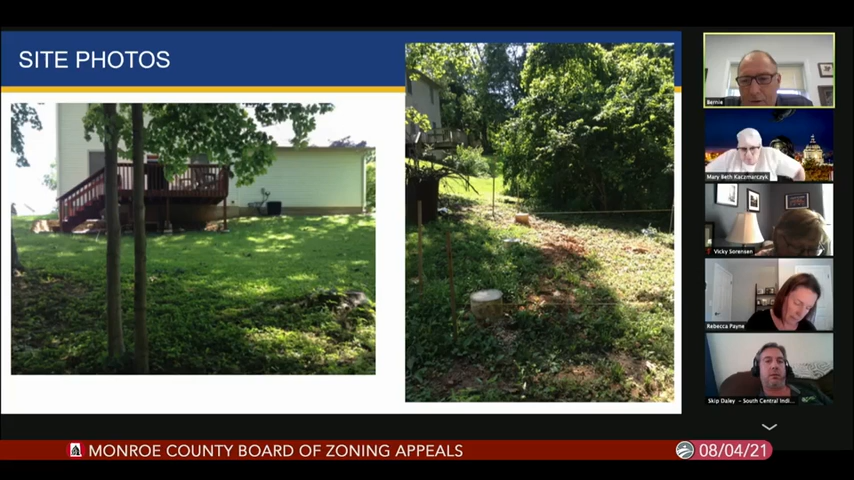 SITE PHOTOS
Bernie
Mary Beth Kaczmarczyk
Vicky Sorensen
Rebecca Payne
Skip Daley - South Central Indi...
MONROE COUNTY BOARD OF ZONING APPEALS
08/04/21